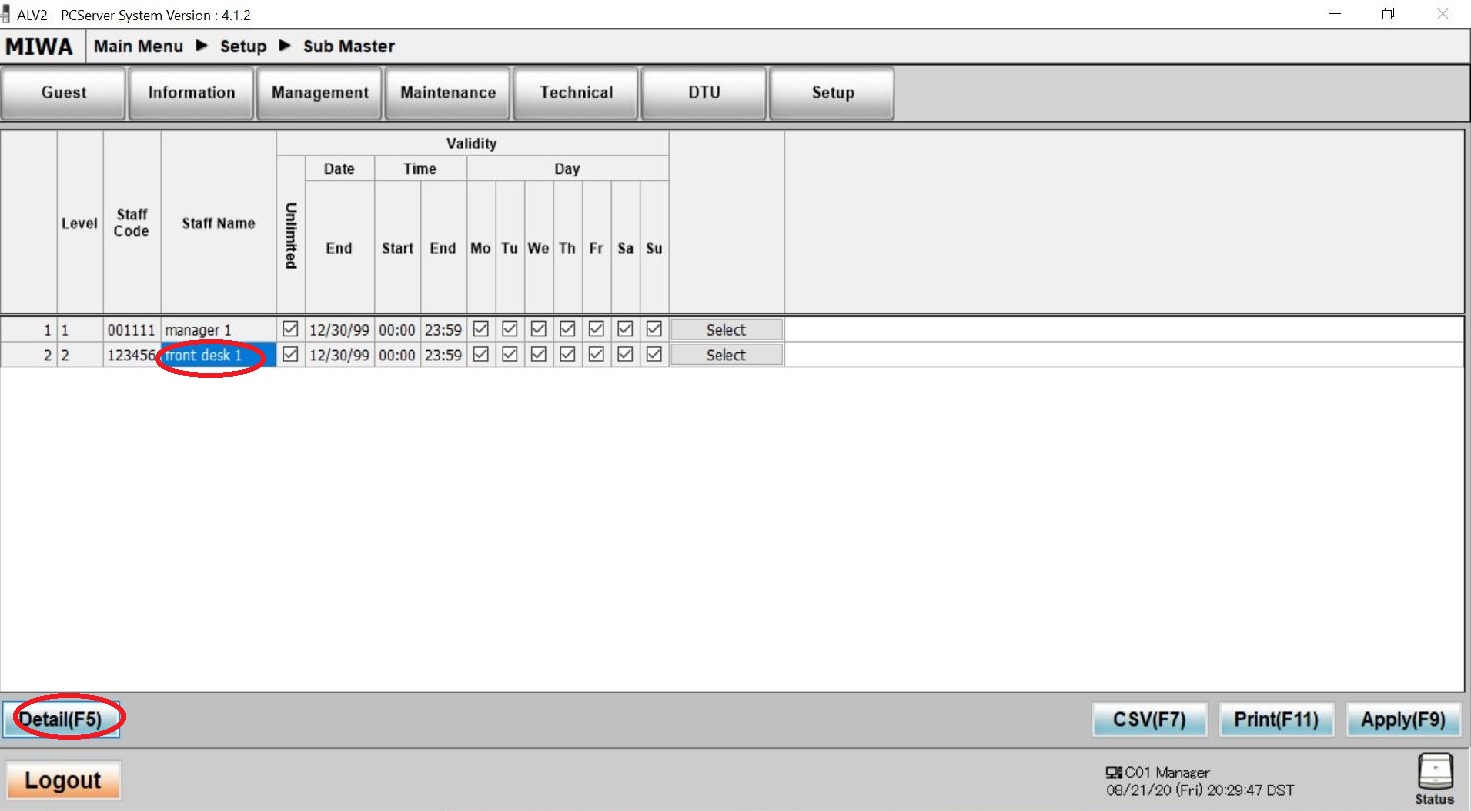 ALV2 PCServer System Version : 4.1.2
MIWA Main Menu ▶ Setup ▶ Sub Master
Guest Information Management Maintenance Technical DTU Setup
Validity
Date Time Day
Level Staff Code Staff Name Unlimited End Start End Mo Tu We Th Fr Sa Su
1 1 001111 manager 1 12/30/99 00:00 23:59 Select
2 2 123456 front desk 1 12/30/99 00:00 23:59 Select
Detail(F5) CSV(F7) Print(F11) Apply(F9)
Logout C01 Manager
08/21/20 (Fri) 20:29:47 DST
Status